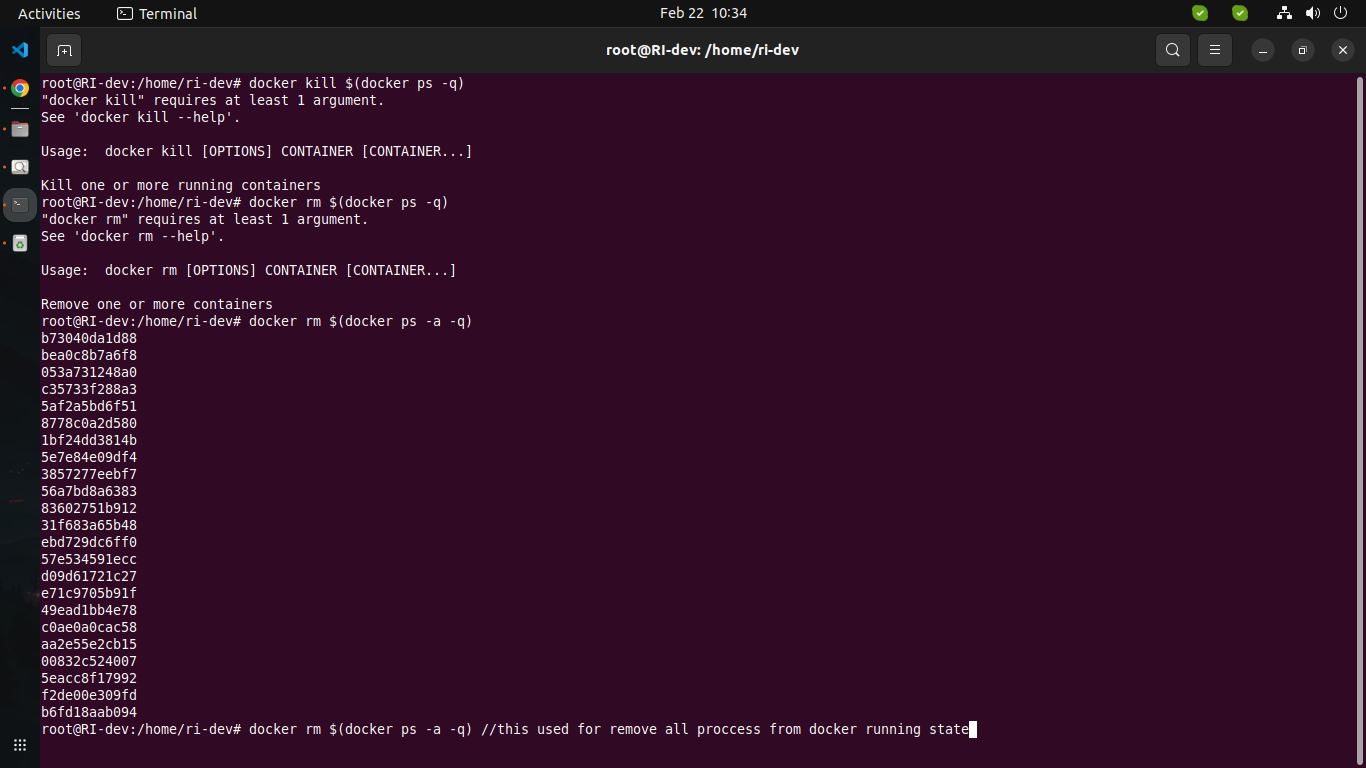 Activities Terminal Feb 22 10:34
root@RI-dev: /home/ri-dev
root@RI-dev:/home/ri-dev# docker kill $(docker ps -q)
"docker kill" requires at least 1 argument.
See 'docker kill --help'.
Usage:  docker kill [OPTIONS] CONTAINER [CONTAINER...]
Kill one or more running containers
root@RI-dev:/home/ri-dev# docker rm $(docker ps -q)
"docker rm" requires at least 1 argument.
See 'docker rm --help'.
Usage:  docker rm [OPTIONS] CONTAINER [CONTAINER...]
Remove one or more containers
root@RI-dev:/home/ri-dev# docker rm $(docker ps -a -q)
b73040da1d88
bea0c8b7a6f8
053a731248a0
c35733f288a3
5af2a5bd6f51
8778c0a2d580
1bf24dd3814b
5e7e84e09df4
3857277eebf7
56a7bd8a6383
83602751b912
31f683a65b48
ebd729dc6ff0
57e534591ecc
d09d61721c27
e71c9705b91f
49ead1bb4e78
c0ae0a0cac58
aa2e55e2cb15
00832c524007
5eacc8f17992
f2de00e309fd
b6fd18aab094
root@RI-dev:/home/ri-dev# docker rm $(docker ps -a -q) //this used for remove all proccess from docker running state